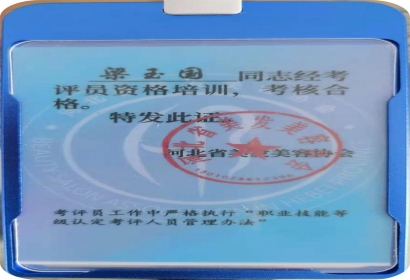 梁玉国 同志经考
评员资格培训，考核合
格。
特发此证。
河北省美发美容协会
考评员工作中严格执行“职业技能等
级认定考评人员管理办法”